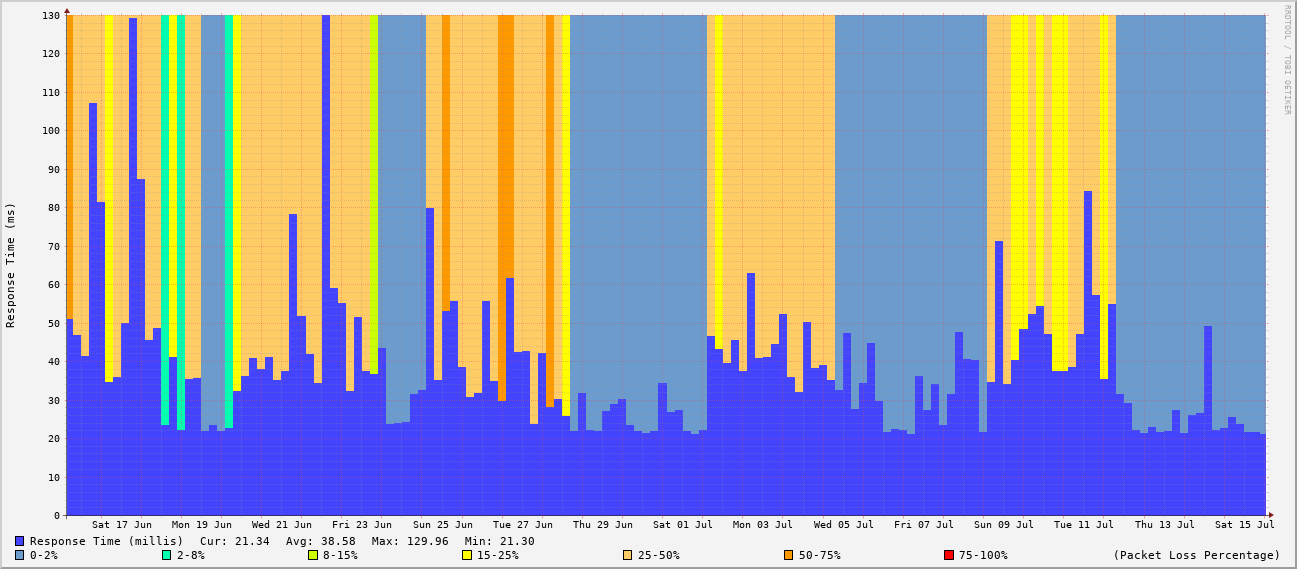 RRDTOOL / TOBI OETIKER
Response Time (ms)
130
120
110
100
90
80
70
60
50
40
30
20
10
0
Sat 17 Jun Mon 19 Jun Wed 21 Jun Fri 23 Jun Sun 25 Jun Tue 27 Jun Thu 29 Jun Sat 01 Jul Mon 03 Jul Wed 05 Jul Fri 07 Jul Sun 09 Jul Tue 11 Jul Thu 13 Jul Sat 15 Jul
Response Time (millis) Cur: 21.34 Avg: 38.58 Max: 129.96 Min: 21.30
0-2% 2-8% 8-15% 15-25% 25-50% 50-75% 75-100% (Packet Loss Percentage)